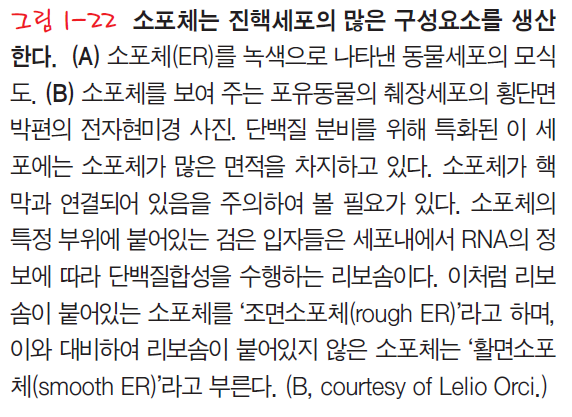 그림 1-22 소포체는 진핵세포의 많은 구성요소를 생산
한다. (A) 소포체(ER)를 녹색으로 나타낸 동물세포의 모식
도. (B) 소포체를 보여 주는 포유동물의 췌장세포의 횡단면
박편의 전자현미경 사진. 단백질 분비를 위해 특화된 이 세
포에는 소포체가 많은 면적을 차지하고 있다. 소포체가 핵
막과 연결되어 있음을 주의하여 볼 필요가 있다. 소포체의
특정 부위에 붙어있는 검은 입자들은 세포내에서 RNA의 정
보에 따라 단백질합성을 수행하는 리보솜이다. 이처럼 리보
솜이 붙어있는 소포체를 ‘조면소포체(rough ER)’라고 하며,
이와 대비하여 리보솜이 붙어있지 않은 소포체는 ‘활면소포
체(smooth ER)’라고 부른다. (B, courtesy of Lelio Orci.)